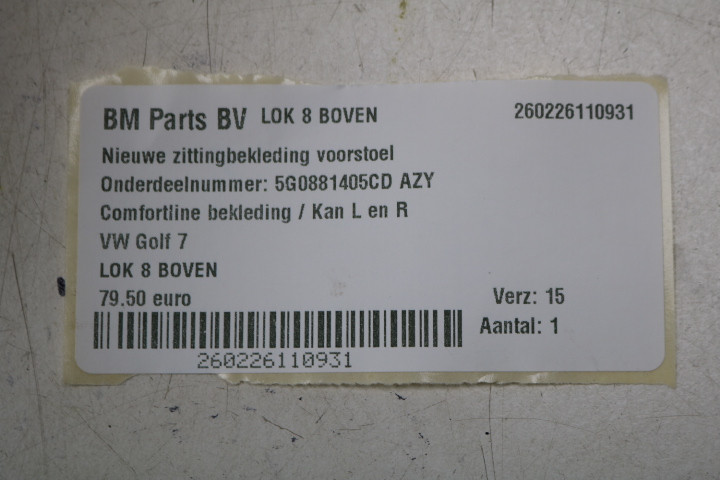 BM Parts BV LOK 8 BOVEN 260226110931
Nieuwe zittingbekleding voorstoel
Onderdeelnummer: 5G0881405CD AZY
Comfortline bekleding / Kan L en R
VW Golf 7
LOK 8 BOVEN
79.50 euro Verz: 15
Aantal: 1
260226110931